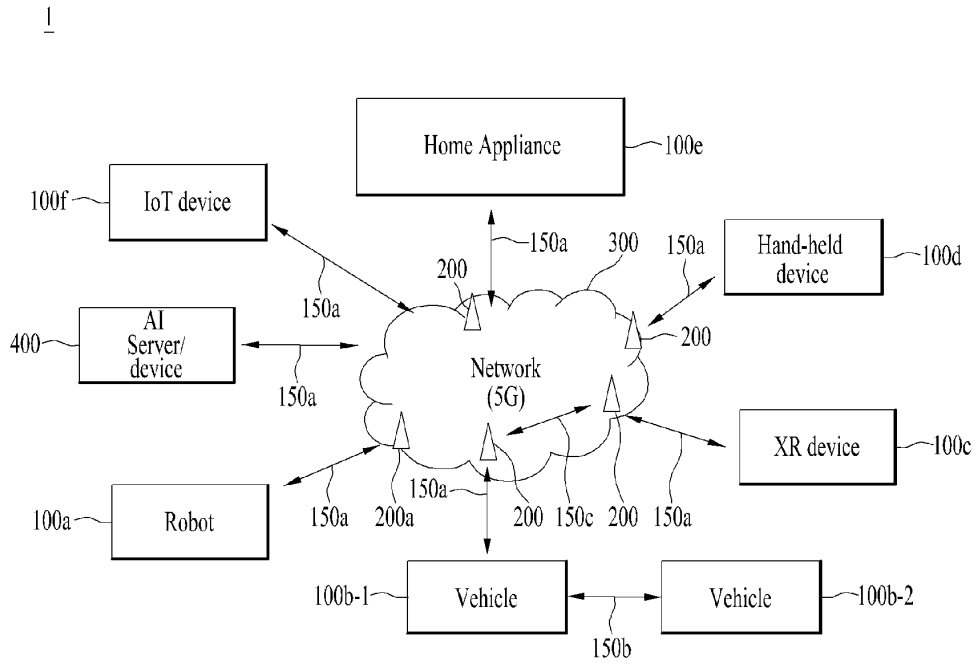 1
Home Appliance
100e
100f
IoT device
150a
200
300
150a
Hand-held
device
100d
150a
400
AI
Server/
device
150a
200
Network
(5G)
XR device
100c
100a
Robot
150a
200a
150a
200
150c
200
150a
100b-1
Vehicle
150b
Vehicle
100b-2